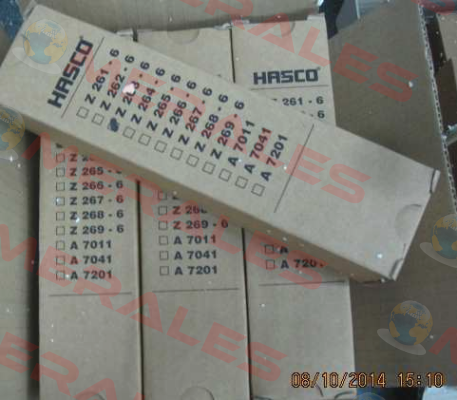 HASCO®
Z 261 - 6
Z 262 - 6
Z 264 - 6
Z 265 - 6
Z 266 - 6
Z 267 - 6
Z 268 - 6
Z 269 - 6
A 7011
A 7041
A 7201
Z 265 - 6
Z 266 - 6
Z 267 - 6
Z 268 - 6
Z 269 - 6
A 7011
A 7041
A 7201
Z 269 - 6
A 7011
A 7041
A 7201
HASCO®
Z 261 - 6
A 7201
MERALES
08/10/2014 15:10